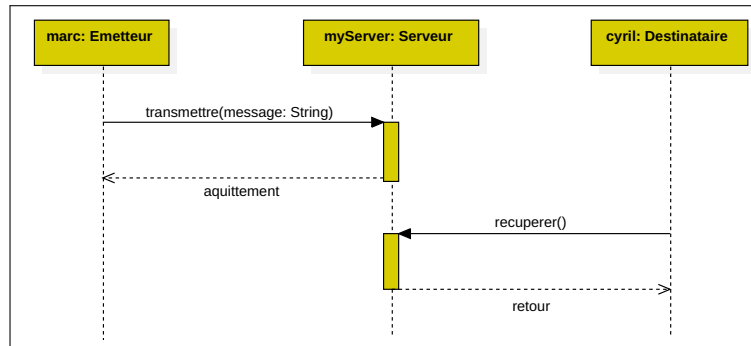 marc: Emetteur
myServer: Serveur
cyril: Destinataire
transmettre(message: String)
aquittement
recuperer()
retour